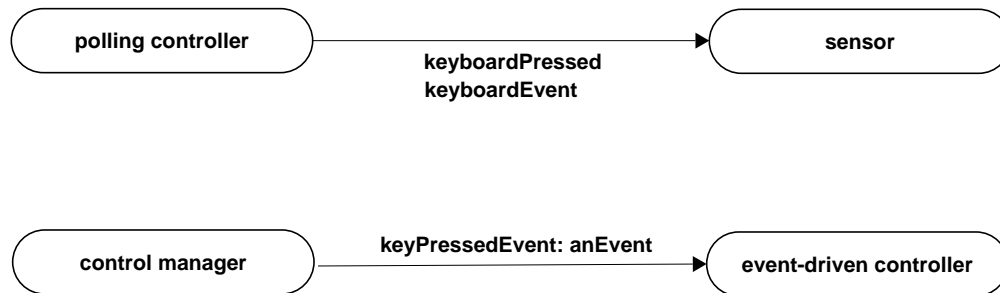 polling controller
sensor
keyboardPressed
keyboardEvent
keyPressedEvent: anEvent
control manager
event-driven controller